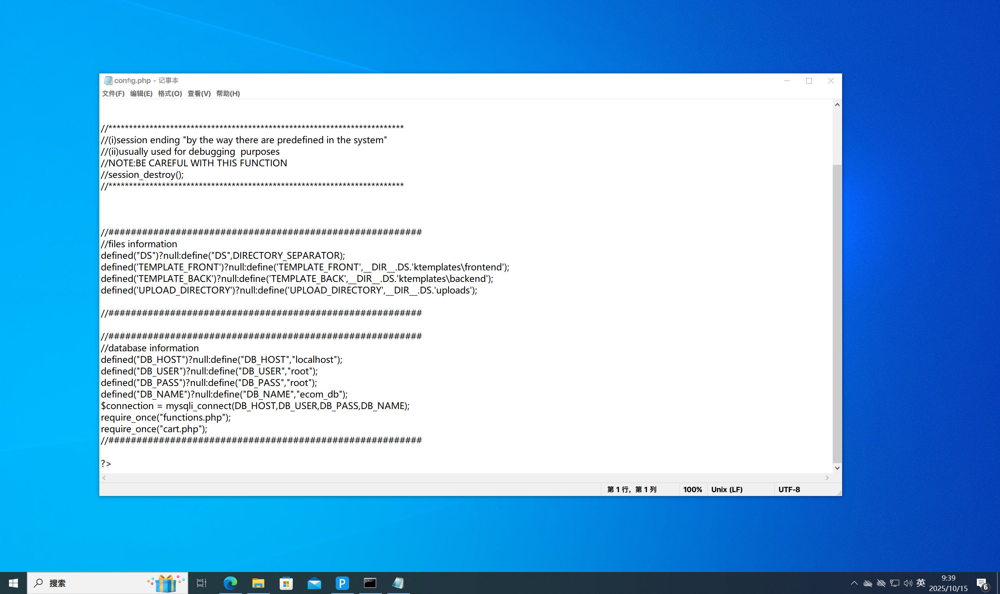 config.php - 记事本
文件(F) 编辑(E) 格式(O) 查看(V) 帮助(H)
//************************************************************************
//(i)session ending "by the way there are predefined in the system"
//(ii)usually used for debugging  purposes
//NOTE:BE CAREFUL WITH THIS FUNCTION
//session_destroy();
//************************************************************************
//########################################################
//files information
defined("DS")?null:define("DS",DIRECTORY_SEPARATOR);
defined('TEMPLATE_FRONT')?null:define('TEMPLATE_FRONT',__DIR__.DS.'ktemplates\frontend');
defined('TEMPLATE_BACK')?null:define('TEMPLATE_BACK',__DIR__.DS.'ktemplates\backend');
defined('UPLOAD_DIRECTORY')?null:define('UPLOAD_DIRECTORY',__DIR__.DS.'uploads');
//########################################################
//########################################################
//database information
defined("DB_HOST")?null:define("DB_HOST","localhost");
defined("DB_USER")?null:define("DB_USER","root");
defined("DB_PASS")?null:define("DB_PASS","root");
defined("DB_NAME")?null:define("DB_NAME","ecom_db");
$connection = mysqli_connect(DB_HOST,DB_USER,DB_PASS,DB_NAME);
require_once("functions.php");
require_once("cart.php");
//########################################################
?>
第 1 行，第 1 列 100% Unix (LF) UTF-8
搜索
P
英
9:39
2025/10/15
6